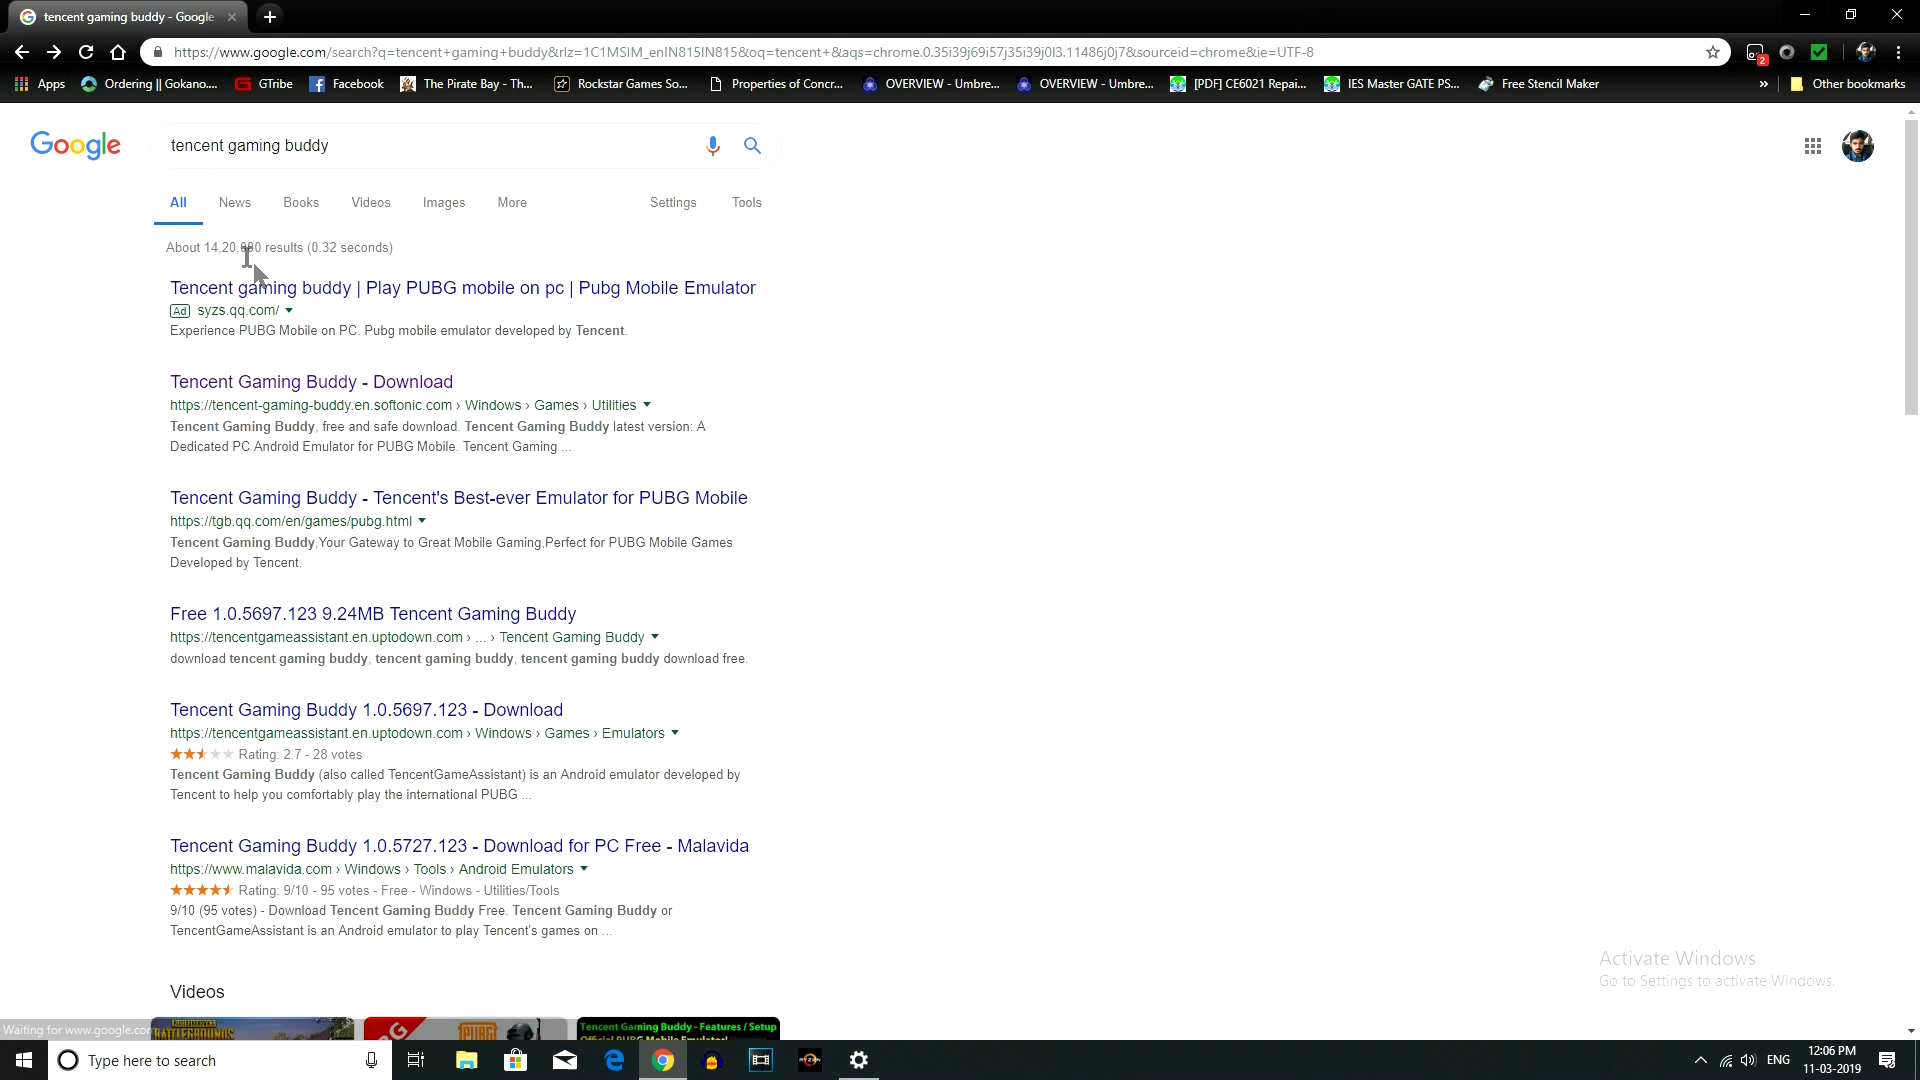 tencent gaming buddy - Google
https://www.google.com/search?q=tencent+gaming+buddy&rlz=1C1MSIM_enIN815IN815&oq=tencent+&aqs=chrome.0.35i39j69i57j35i39j0l3.11486j0j7&sourceid=chrome&ie=UTF-8
2
Apps
Ordering || Gokano....
GTribe
Facebook
The Pirate Bay - Th...
Rockstar Games So...
Properties of Concr...
OVERVIEW - Umbre...
OVERVIEW - Umbre...
[PDF] CE6021 Repai...
IES Master GATE PS...
Free Stencil Maker
»
Other bookmarks
Google
tencent gaming buddy
All News Books Videos Images More Settings Tools
About results (0.32 seconds)
Tencent gaming buddy | Play PUBG mobile on pc | Pubg Mobile Emulator
Ad syzs.qq.com/
Experience PUBG Mobile on PC. Pubg mobile emulator developed by Tencent.
Tencent Gaming Buddy - Download
https://tencent-gaming-buddy.en.softonic.com › Windows › Games › Utilities
Tencent Gaming Buddy, free and safe download. Tencent Gaming Buddy latest version: A
Dedicated PC Android Emulator for PUBG Mobile. Tencent Gaming ...
Tencent Gaming Buddy - Tencent's Best-ever Emulator for PUBG Mobile
https://tgb.qq.com/en/games/pubg.html
Tencent Gaming Buddy,Your Gateway to Great Mobile Gaming,Perfect for PUBG Mobile Games
Developed by Tencent.
Free 1.0.5697.123 9.24MB Tencent Gaming Buddy
https://tencentgameassistant.en.uptodown.com › ... › Tencent Gaming Buddy
download tencent gaming buddy, tencent gaming buddy, tencent gaming buddy download free.
Tencent Gaming Buddy 1.0.5697.123 - Download
https://tencentgameassistant.en.uptodown.com › Windows › Games › Emulators
Rating: 2.7 - 28 votes
Tencent Gaming Buddy (also called TencentGameAssistant) is an Android emulator developed by
Tencent to help you comfortably play the international PUBG ...
Tencent Gaming Buddy 1.0.5727.123 - Download for PC Free - Malavida
https://www.malavida.com › Windows › Tools › Android Emulators
Rating: 9/10 - 95 votes - Free - Windows - Utilities/Tools
9/10 (95 votes) - Download Tencent Gaming Buddy Free. Tencent Gaming Buddy or
TencentGameAssistant is an Android emulator to play Tencent's games on ...
Activate Windows
Go to Settings to activate Windows.
Videos
Waiting for www.google.com
PUBG
Tencent Gaming Buddy - Features / Setup
Official PUBG Mobile Emulator!
Type here to search
RYZEN
ENG
12:06 PM
11-03-2019